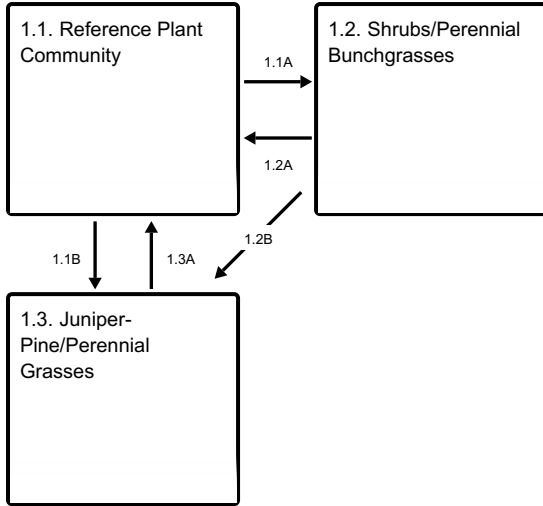 1.1. Reference Plant
Community
1.1A
1.2. Shrubs/Perennial
Bunchgrasses
1.2A
1.1B
1.3A
1.2B
1.3. Juniper-
Pine/Perennial
Grasses